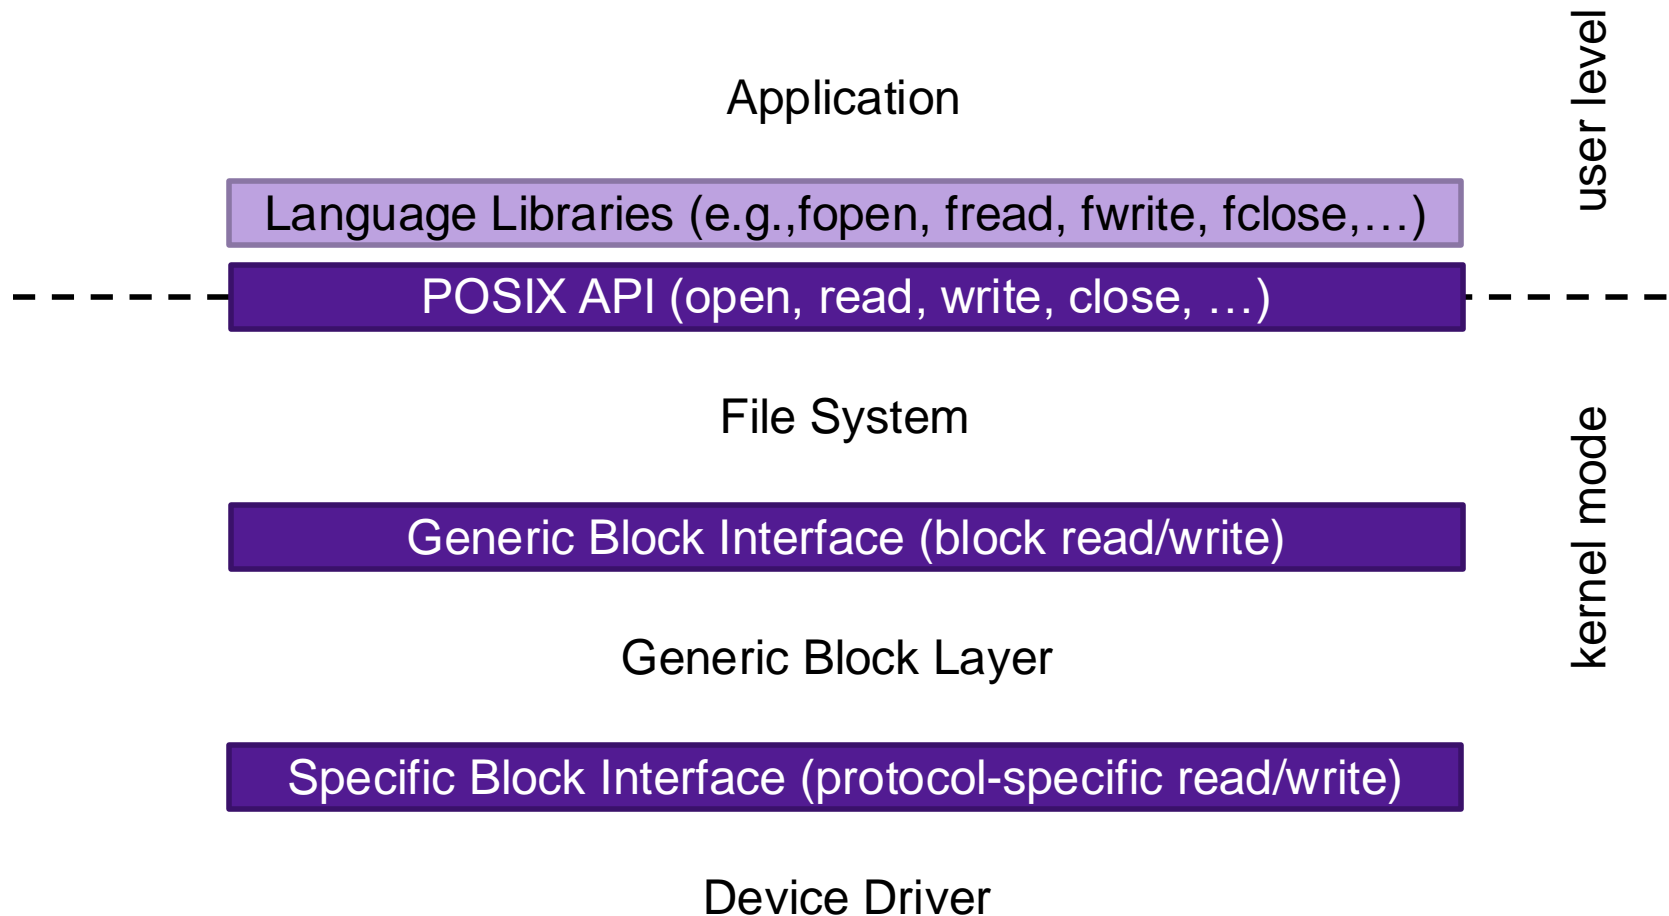 user level
Application
Language Libraries (e.g.,fopen, fread, fwrite, fclose,…)
POSIX API (open, read, write, close, …)
File System
kernel mode
Generic Block Interface (block read/write)
Generic Block Layer
Specific Block Interface (protocol-specific read/write)
Device Driver